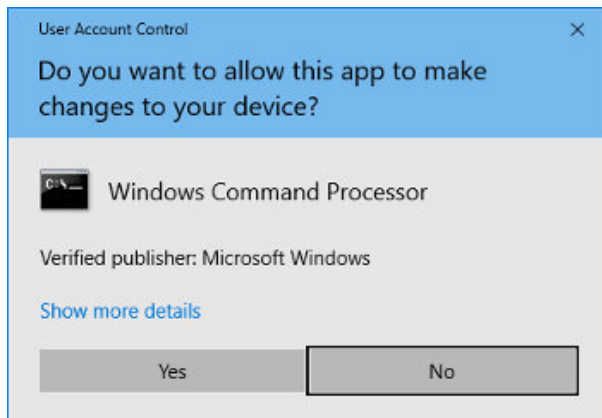 User Account Control
Do you want to allow this app to make
changes to your device?
C:\_
Windows Command Processor
Verified publisher: Microsoft Windows
Show more details
Yes
No